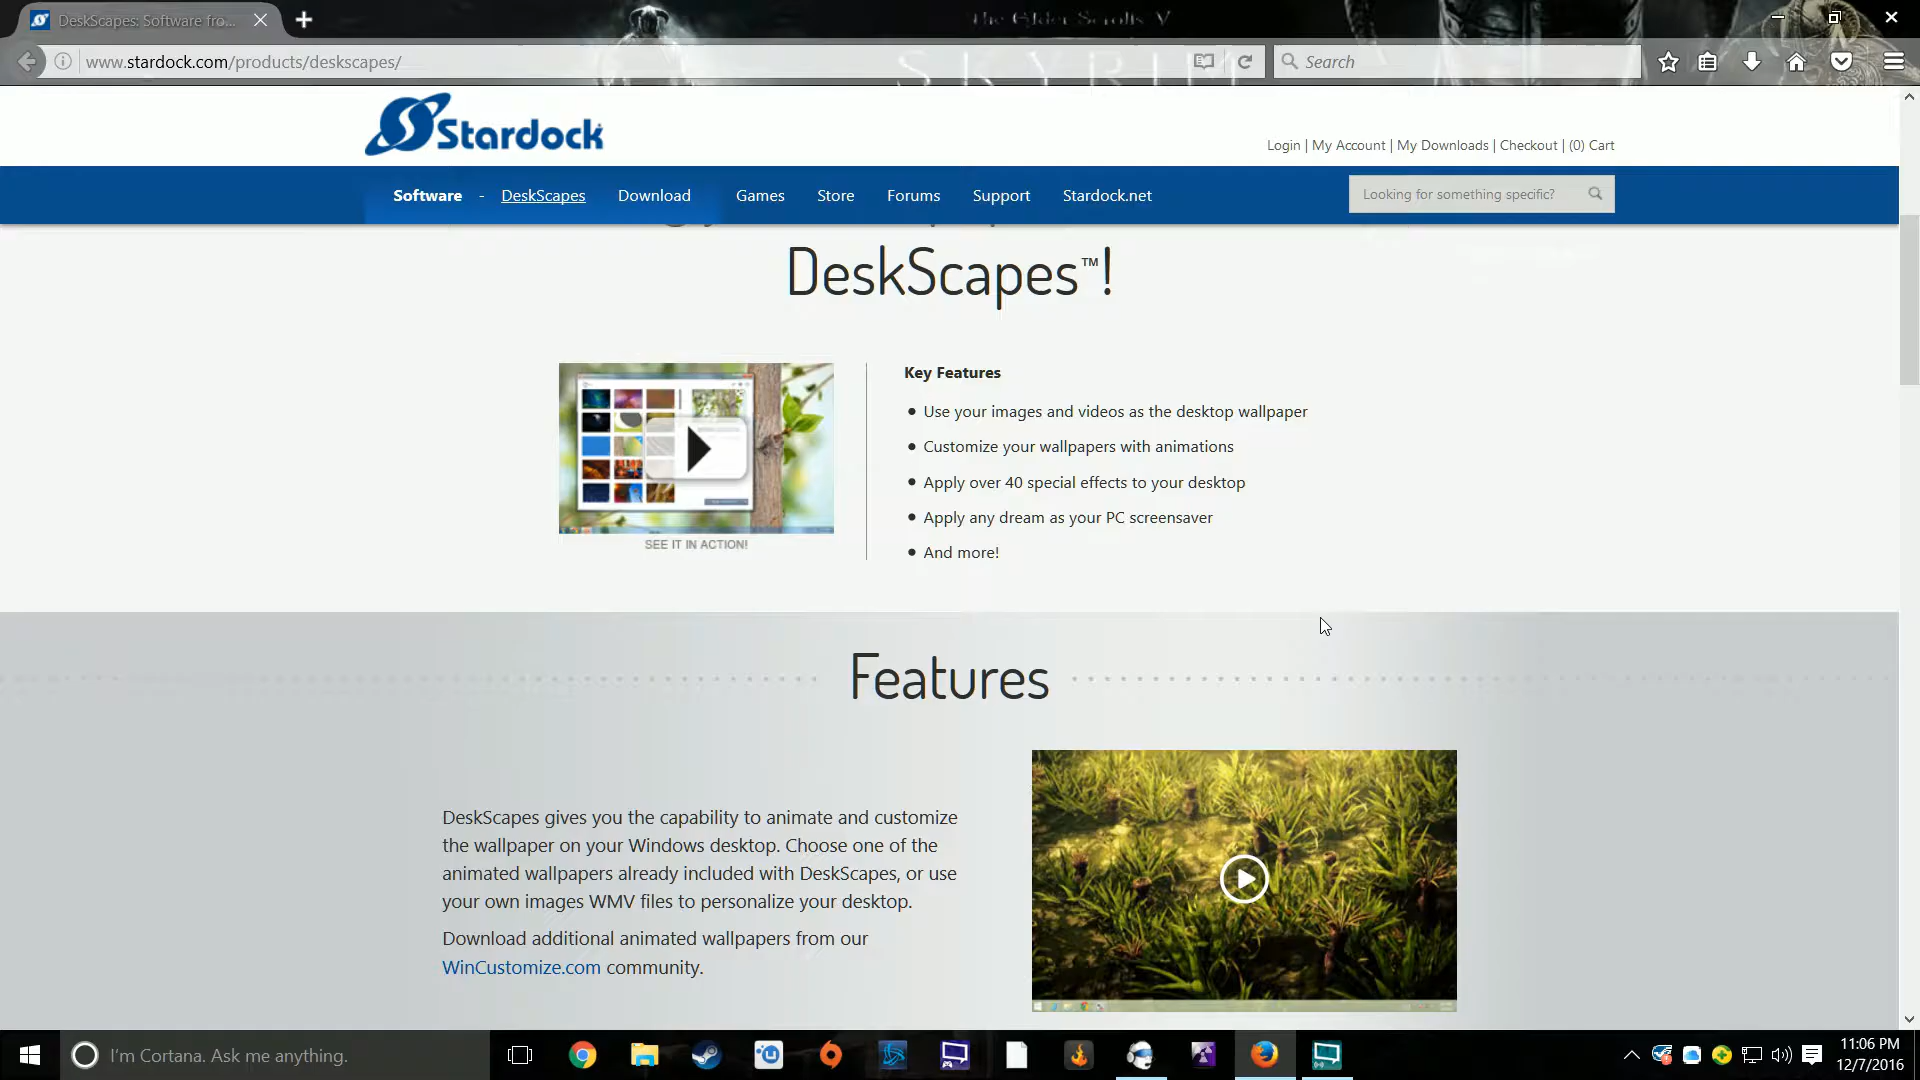 DeskScapes: Software fro...
The Elder Scrolls V
SKYRI
www.stardock.com/products/deskscapes/
Search
Stardock
Login | My Account | My Downloads | Checkout | (0) Cart
Software - DeskScapes Download Games Store Forums Support Stardock.net
Looking for something specific?
DeskScapes™!
Key Features
• Use your images and videos as the desktop wallpaper
• Customize your wallpapers with animations
• Apply over 40 special effects to your desktop
• Apply any dream as your PC screensaver
• And more!
SEE IT IN ACTION!
Features
DeskScapes gives you the capability to animate and customize
the wallpaper on your Windows desktop. Choose one of the
animated wallpapers already included with DeskScapes, or use
your own images WMV files to personalize your desktop.
Download additional animated wallpapers from our
WinCustomize.com community.
I'm Cortana. Ask me anything.
11:06 PM
12/7/2016